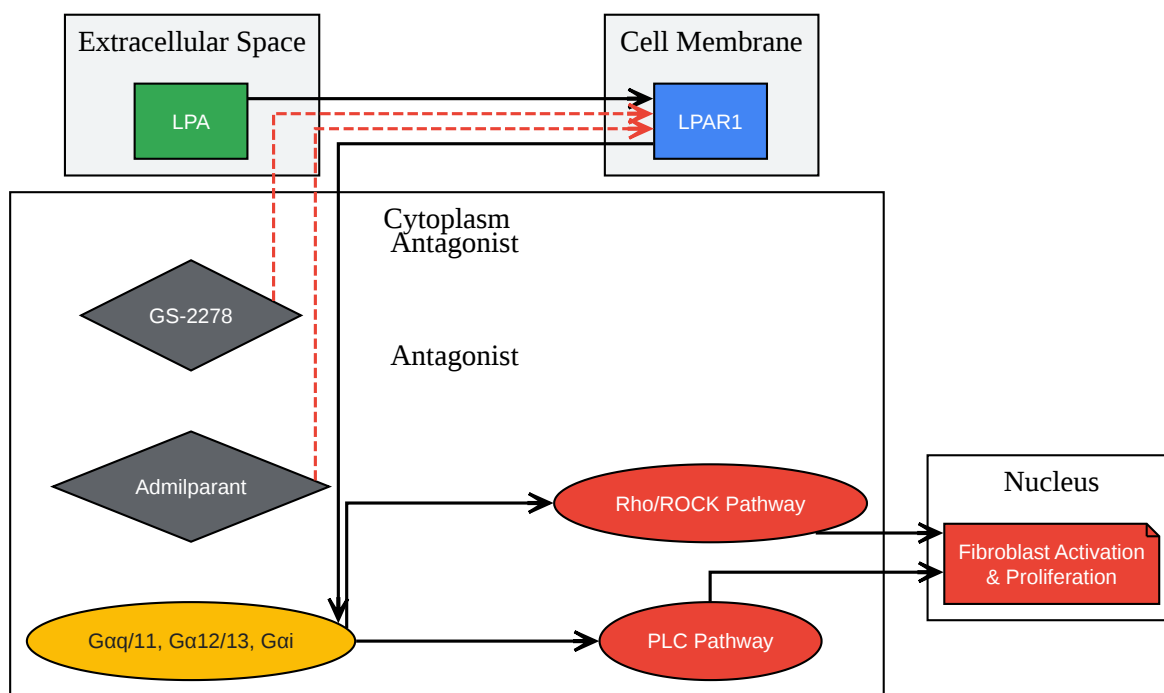 Extracellular Space
Cell Membrane
LPA
LPAR1
Cytoplasm
Antagonist
GS-2278
Antagonist
Admilparant
Rho/ROCK Pathway
Nucleus
Fibroblast Activation
& Proliferation
Gαq/11, Gα12/13, Gαi
PLC Pathway